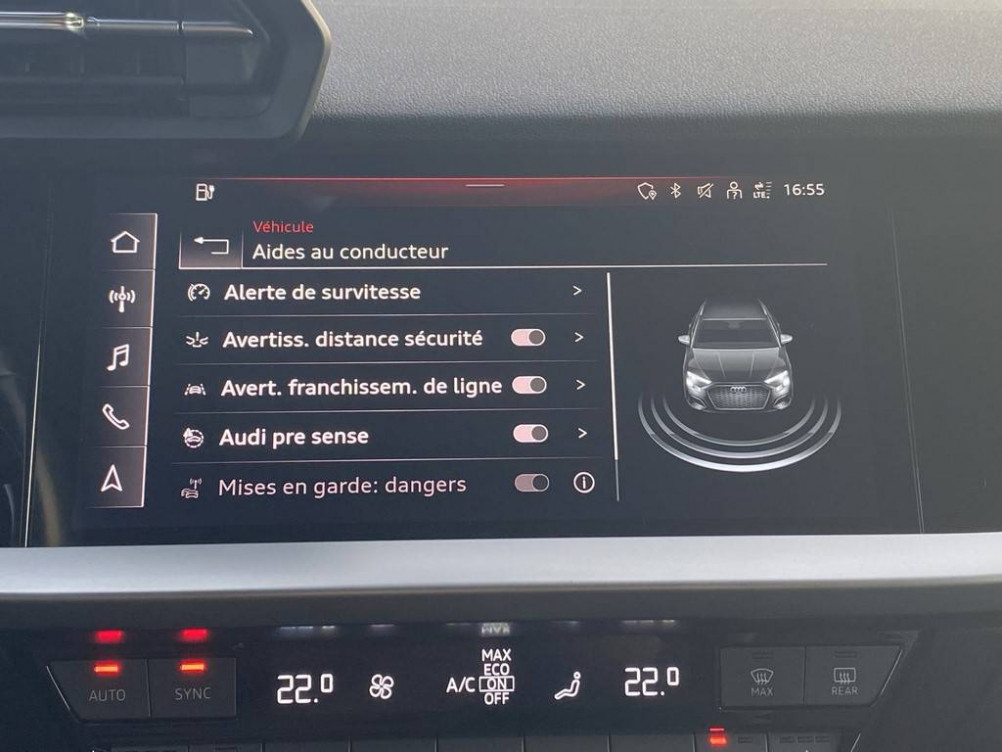 LTE 16:55
Véhicule
Aides au conducteur
Alerte de survitesse
Avertiss. distance sécurité
Avert. franchissem. de ligne
Audi pre sense
Mises en garde: dangers
MAX
ECO
A/C ON
OFF
AUTO SYNC 22.0 22.0 MAX REAR